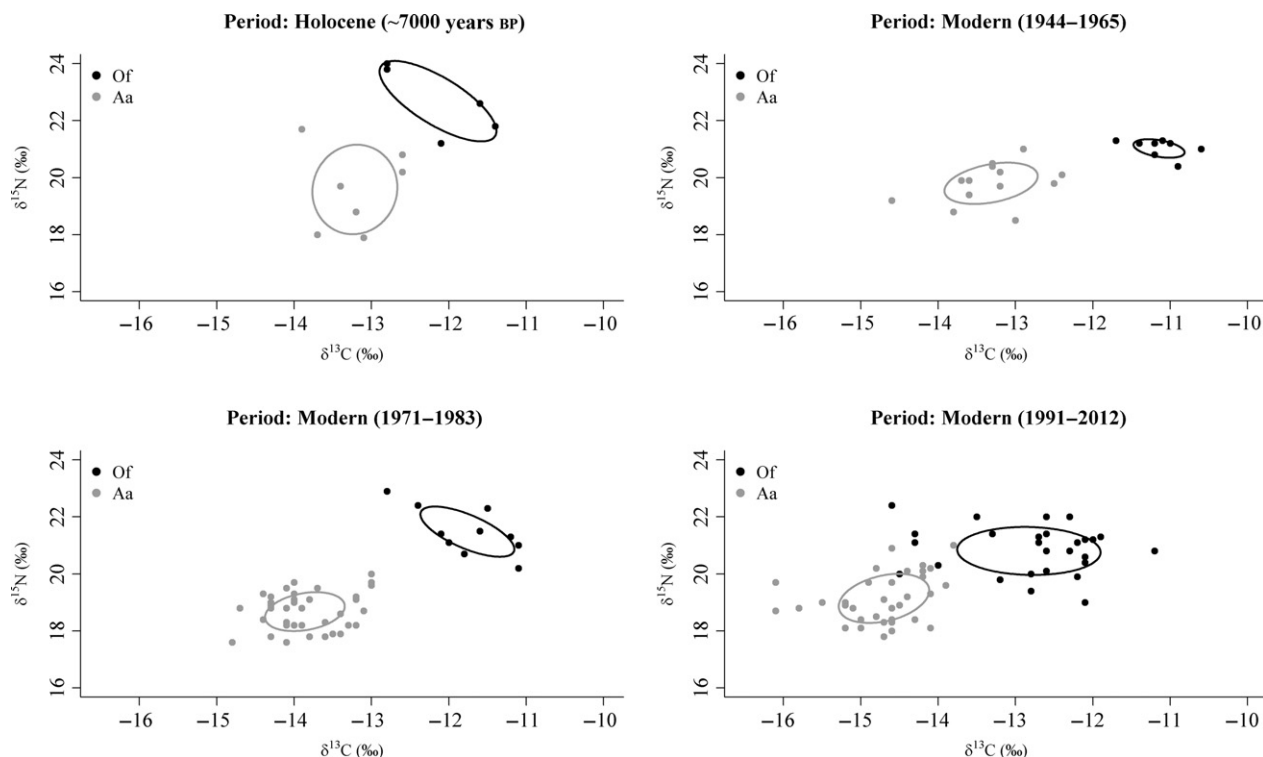 Period: Holocene (~7000 years BP)
Of
Aa
δ15N (‰)
24
22
20
18
16
−16 −15 −14 −13 −12 −11 −10
δ13C (‰)
Period: Modern (1944–1965)
Of
Aa
δ15N (‰)
24
22
20
18
16
−16 −15 −14 −13 −12 −11 −10
δ13C (‰)
Period: Modern (1971–1983)
Of
Aa
δ15N (‰)
24
22
20
18
16
−16 −15 −14 −13 −12 −11 −10
δ13C (‰)
Period: Modern (1991–2012)
Of
Aa
δ15N (‰)
24
22
20
18
16
−16 −15 −14 −13 −12 −11 −10
δ13C (‰)